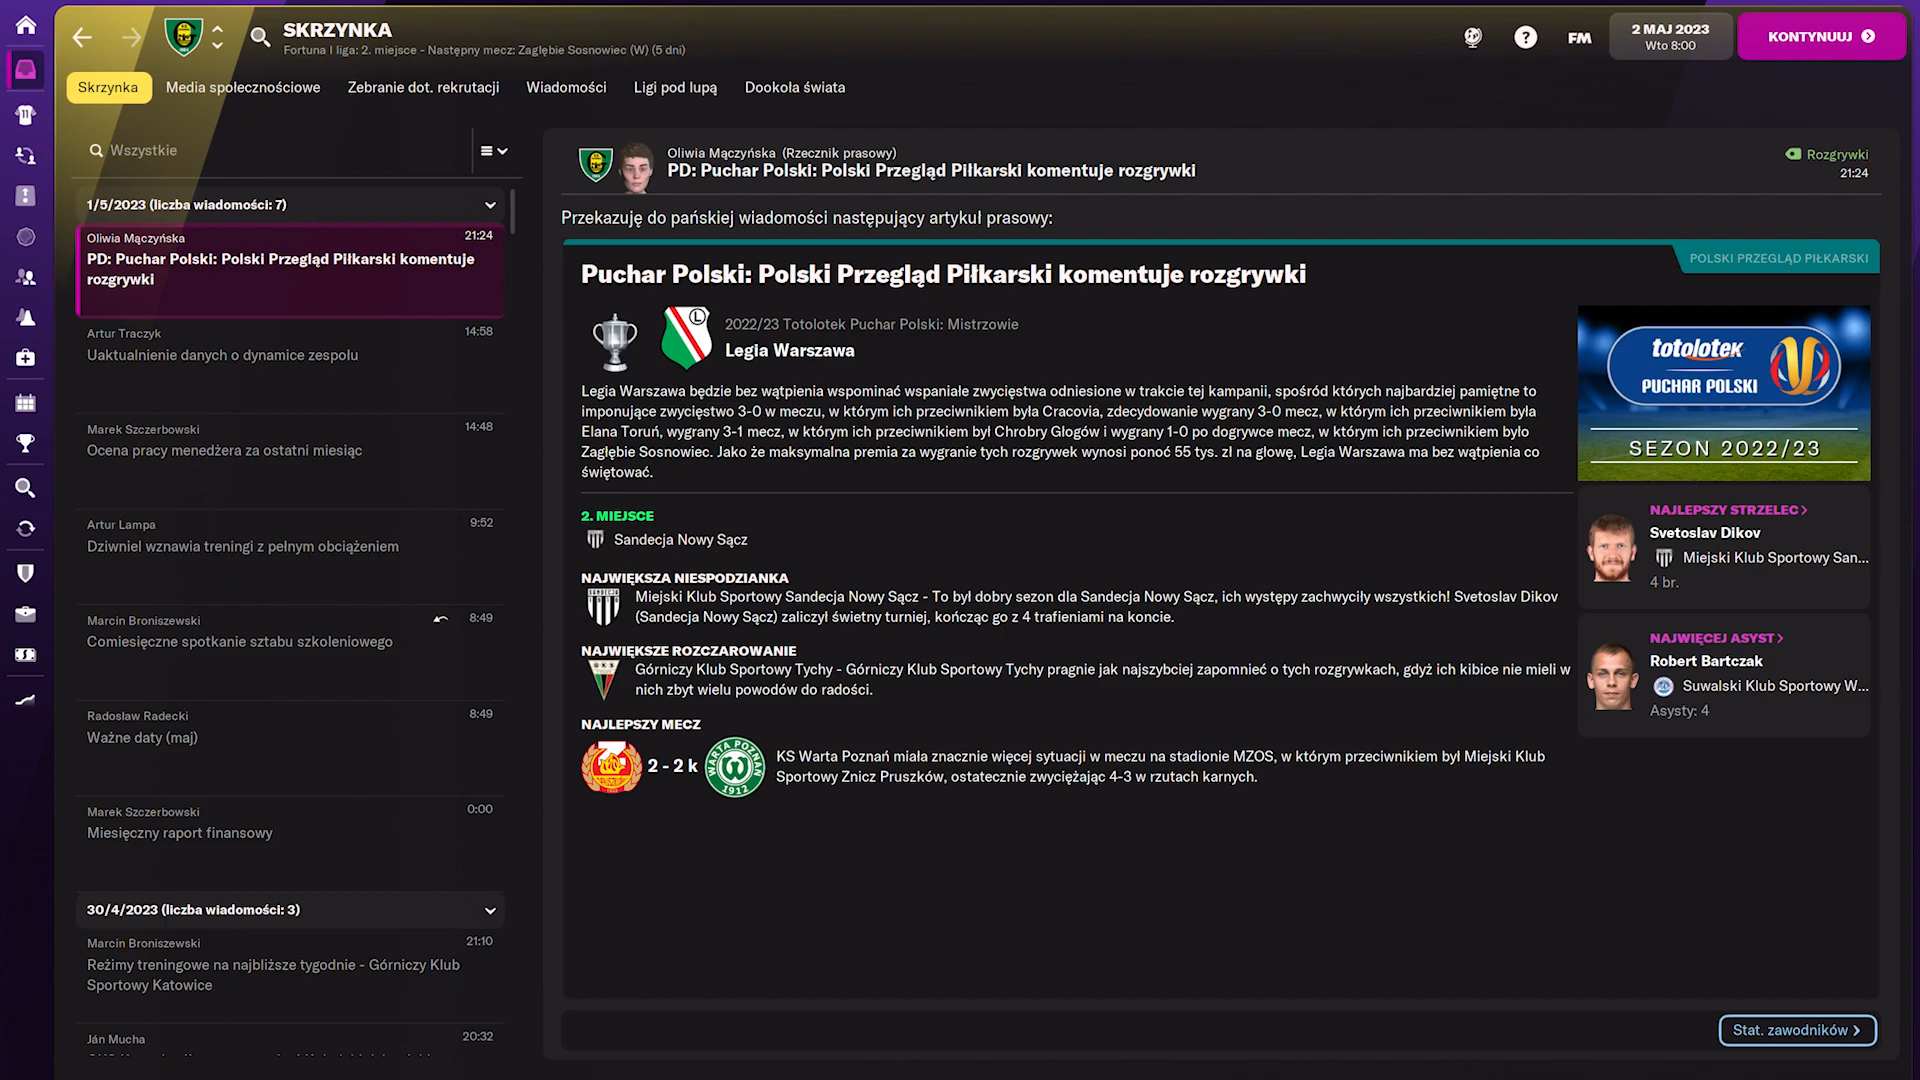 SKRZYNKA
Fortuna I liga: 2. miejsce - Następny mecz: Zagłębie Sosnowiec (W) (5 dni)
FM
2 MAJ 2023
Wto 8:00
KONTYNUUJ
Skrzynka
Media społecznościowe
Zebranie dot. rekrutacji
Wiadomości
Ligi pod lupą
Dookoła świata
Wszystkie
1/5/2023 (liczba wiadomości: 7)
Oliwia Mączyńska
21:24
PD: Puchar Polski: Polski Przegląd Piłkarski komentuje
rozgrywki
Artur Traczyk
14:58
Uaktualnienie danych o dynamice zespołu
Marek Szczerbowski
14:48
Ocena pracy menedżera za ostatni miesiąc
Artur Lampa
9:52
Dziwniel wznawia treningi z pełnym obciążeniem
Marcin Broniszewski
8:49
Comiesięczne spotkanie sztabu szkoleniowego
Radosław Radecki
8:49
Ważne daty (maj)
Marek Szczerbowski
0:00
Miesięczny raport finansowy
30/4/2023 (liczba wiadomości: 3)
Marcin Broniszewski
21:10
Reżimy treningowe na najbliższe tygodnie - Górniczy Klub
Sportowy Katowice
Ján Mucha
20:32
Oliwia Mączyńska (Rzecznik prasowy)
PD: Puchar Polski: Polski Przegląd Piłkarski komentuje rozgrywki
Rozgrywki
21:24
Przekazuję do pańskiej wiadomości następujący artykuł prasowy:
POLSKI PRZEGLĄD PIŁKARSKI
Puchar Polski: Polski Przegląd Piłkarski komentuje rozgrywki
2022/23 Totolotek Puchar Polski: Mistrzowie
Legia Warszawa
Legia Warszawa będzie bez wątpienia wspominać wspaniałe zwycięstwa odniesione w trakcie tej kampanii, spośród których najbardziej pamiętne to
imponujące zwycięstwo 3-0 w meczu, w którym ich przeciwnikiem była Cracovia, zdecydowanie wygrany 3-0 mecz, w którym ich przeciwnikiem była
Elana Toruń, wygrany 3-1 mecz, w którym ich przeciwnikiem był Chrobry Głogów i wygrany 1-0 po dogrywce mecz, w którym ich przeciwnikiem było
Zagłębie Sosnowiec. Jako że maksymalna premia za wygranie tych rozgrywek wynosi ponoć 55 tys. zł na głowę, Legia Warszawa ma bez wątpienia co
świętować.
2. MIEJSCE
Sandecja Nowy Sącz
NAJWIĘKSZA NIESPODZIANKA
SANDECJA
Miejski Klub Sportowy Sandecja Nowy Sącz - To był dobry sezon dla Sandecja Nowy Sącz, ich występy zachwyciły wszystkich! Svetoslav Dikov
(Sandecja Nowy Sącz) zaliczył świetny turniej, kończąc go z 4 trafieniami na koncie.
NAJWIĘKSZE ROZCZAROWANIE
GKS
Górniczy Klub Sportowy Tychy - Górniczy Klub Sportowy Tychy pragnie jak najszybciej zapomnieć o tych rozgrywkach, gdyż ich kibice nie mieli w
nich zbyt wielu powodów do radości.
NAJLEPSZY MECZ
2 - 2 k
WARTA POZNAŃ
1912
KS Warta Poznań miała znacznie więcej sytuacji w meczu na stadionie MZOS, w którym przeciwnikiem był Miejski Klub
Sportowy Znicz Pruszków, ostatecznie zwyciężając 4-3 w rzutach karnych.
totolotek
PUCHAR POLSKI
SEZON 2022/23
NAJLEPSZY STRZELEC
Svetoslav Dikov
Miejski Klub Sportowy San...
4 br.
NAJWIĘCEJ ASYST
Robert Bartczak
Suwalski Klub Sportowy W...
Asysty: 4
Stat. zawodników